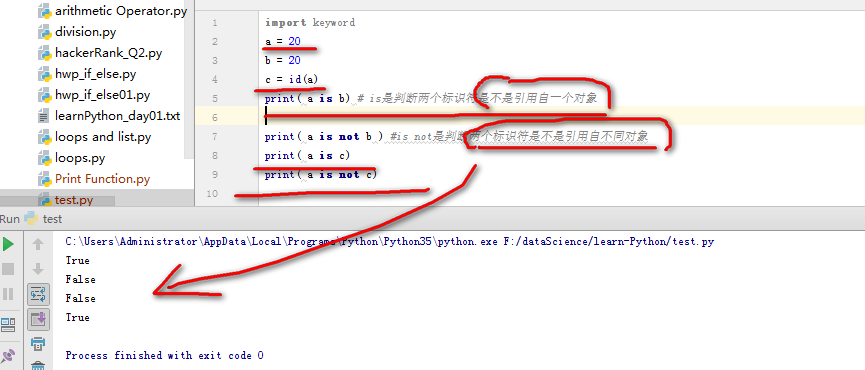 arithmetic Operator.py
division.py
hackerRank_Q2.py
hwp_if_else.py
hwp_if_else01.py
learnPython_day01.txt
loops and list.py
loops.py
Print Function.py
test.py
1 import keyword
2 a = 20
3 b = 20
4 c = id(a)
5 print( a is b) # is是判断两个标识符是不是引用自一个对象
6
7 print( a is not b ) #is not是判断两个标识符是不是引用自不同对象
8 print( a is c)
9 print( a is not c)
10
Run test
C:\Users\Administrator\AppData\Local\Programs\Python\Python35\python.exe F:/dataScience/learn-Python/test.py
True
False
False
True
Process finished with exit code 0